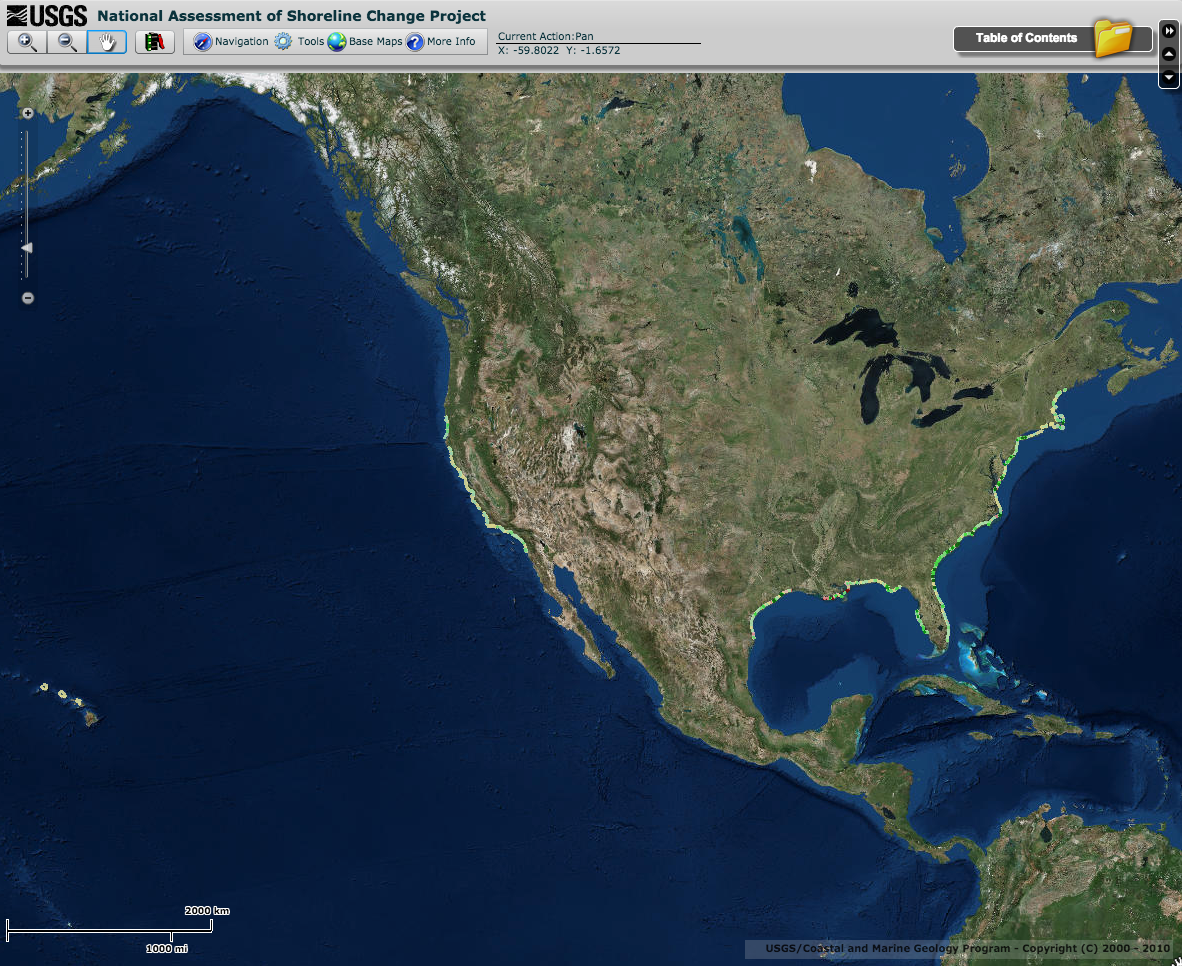 USGS National Assessment of Shoreline Change Project
Navigation Tools Base Maps More Info
Current Action:Pan
X: -59.8022 Y: -1.6572
Table of Contents
2000 km
1000 mi
USGS/Coastal and Marine Geology Program - Copyright (C) 2000 - 2010